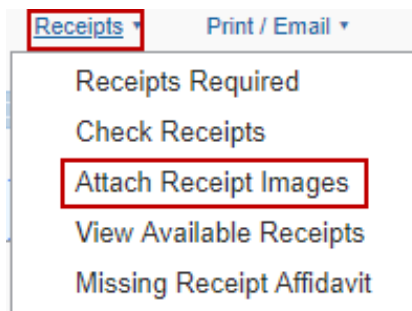 Receipts ▾ Print / Email ▾
Receipts Required
Check Receipts
Attach Receipt Images
View Available Receipts
Missing Receipt Affidavit